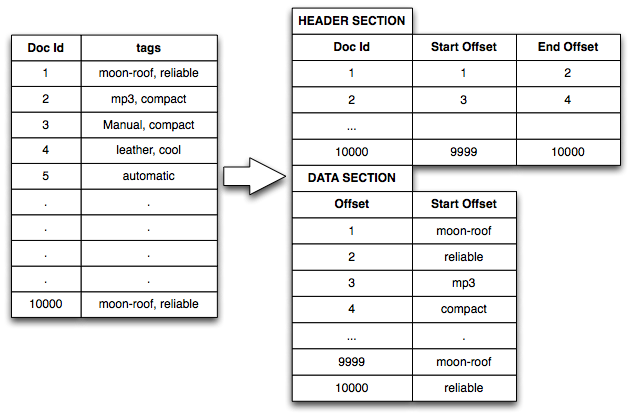 Doc Id tags
1 moon-roof, reliable
2 mp3, compact
3 Manual, compact
4 leather, cool
5 automatic
. .
. .
. .
. .
10000 moon-roof, reliable
HEADER SECTION
Doc Id Start Offset End Offset
1 1 2
2 3 4
...
10000 9999 10000
DATA SECTION
Offset Start Offset
1 moon-roof
2 reliable
3 mp3
4 compact
... .
9999 moon-roof
10000 reliable